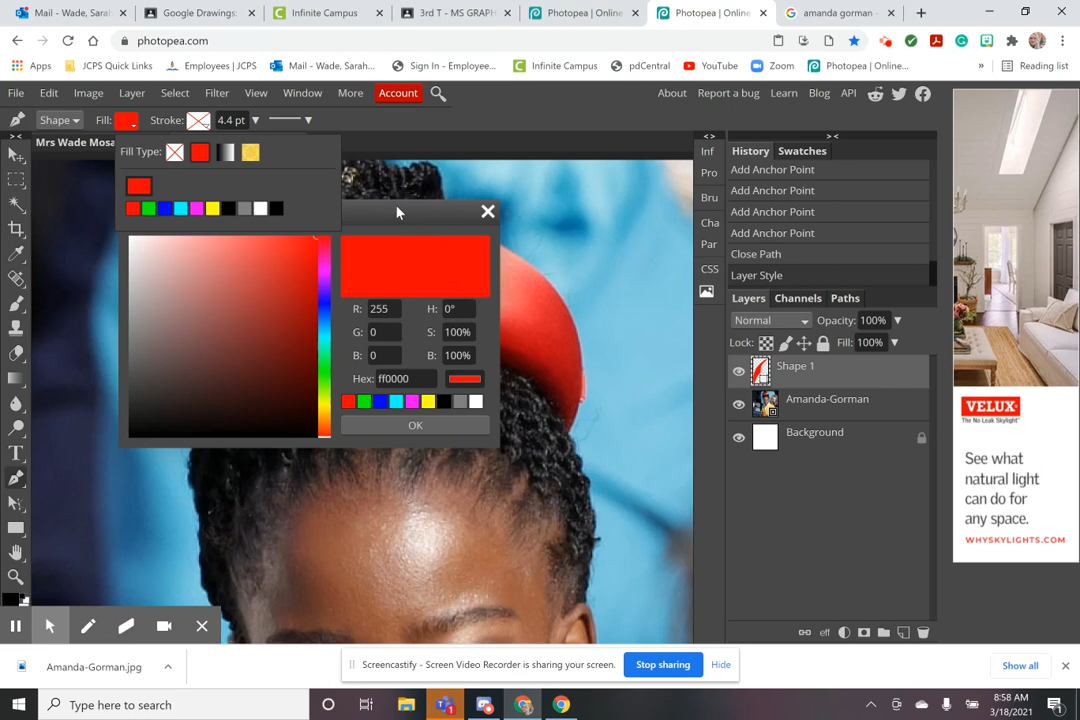 Mail - Wade, Sarah
Google Drawings:
Infinite Campus
3rd T - MS GRAPH
Photopea | Online
Photopea | Online
amanda gorman -
photopea.com
Apps
JCPS Quick Links
Employees | JCPS
Mail - Wade, Sarah...
Sign In - Employee...
Infinite Campus
pdCentral
YouTube
Zoom
Photopea | Online...
Reading list
File Edit Image Layer Select Filter View Window More Account
About Report a bug Learn Blog API
Shape Fill: Stroke: 4.4 pt
Mrs Wade Mosa
Fill Type:
R: 255 H: 0°
G: 0 S: 100%
B: 0 B: 100%
Hex: ff0000
OK
Inf
Pro
Bru
Cha
Par
CSS
History Swatches
Add Anchor Point
Add Anchor Point
Add Anchor Point
Add Anchor Point
Close Path
Layer Style
Layers Channels Paths
Normal Opacity: 100%
Lock: Fill: 100%
Shape 1
Amanda-Gorman
Background
eff
VELUX
The No Leak Skylight
See what
natural light
can do for
any space.
WHYSKYLIGHTS.COM
Amanda-Gorman.jpg
Screencastify - Screen Video Recorder is sharing your screen.
Stop sharing
Hide
Show all
Type here to search
1
8:58 AM
3/18/2021
1